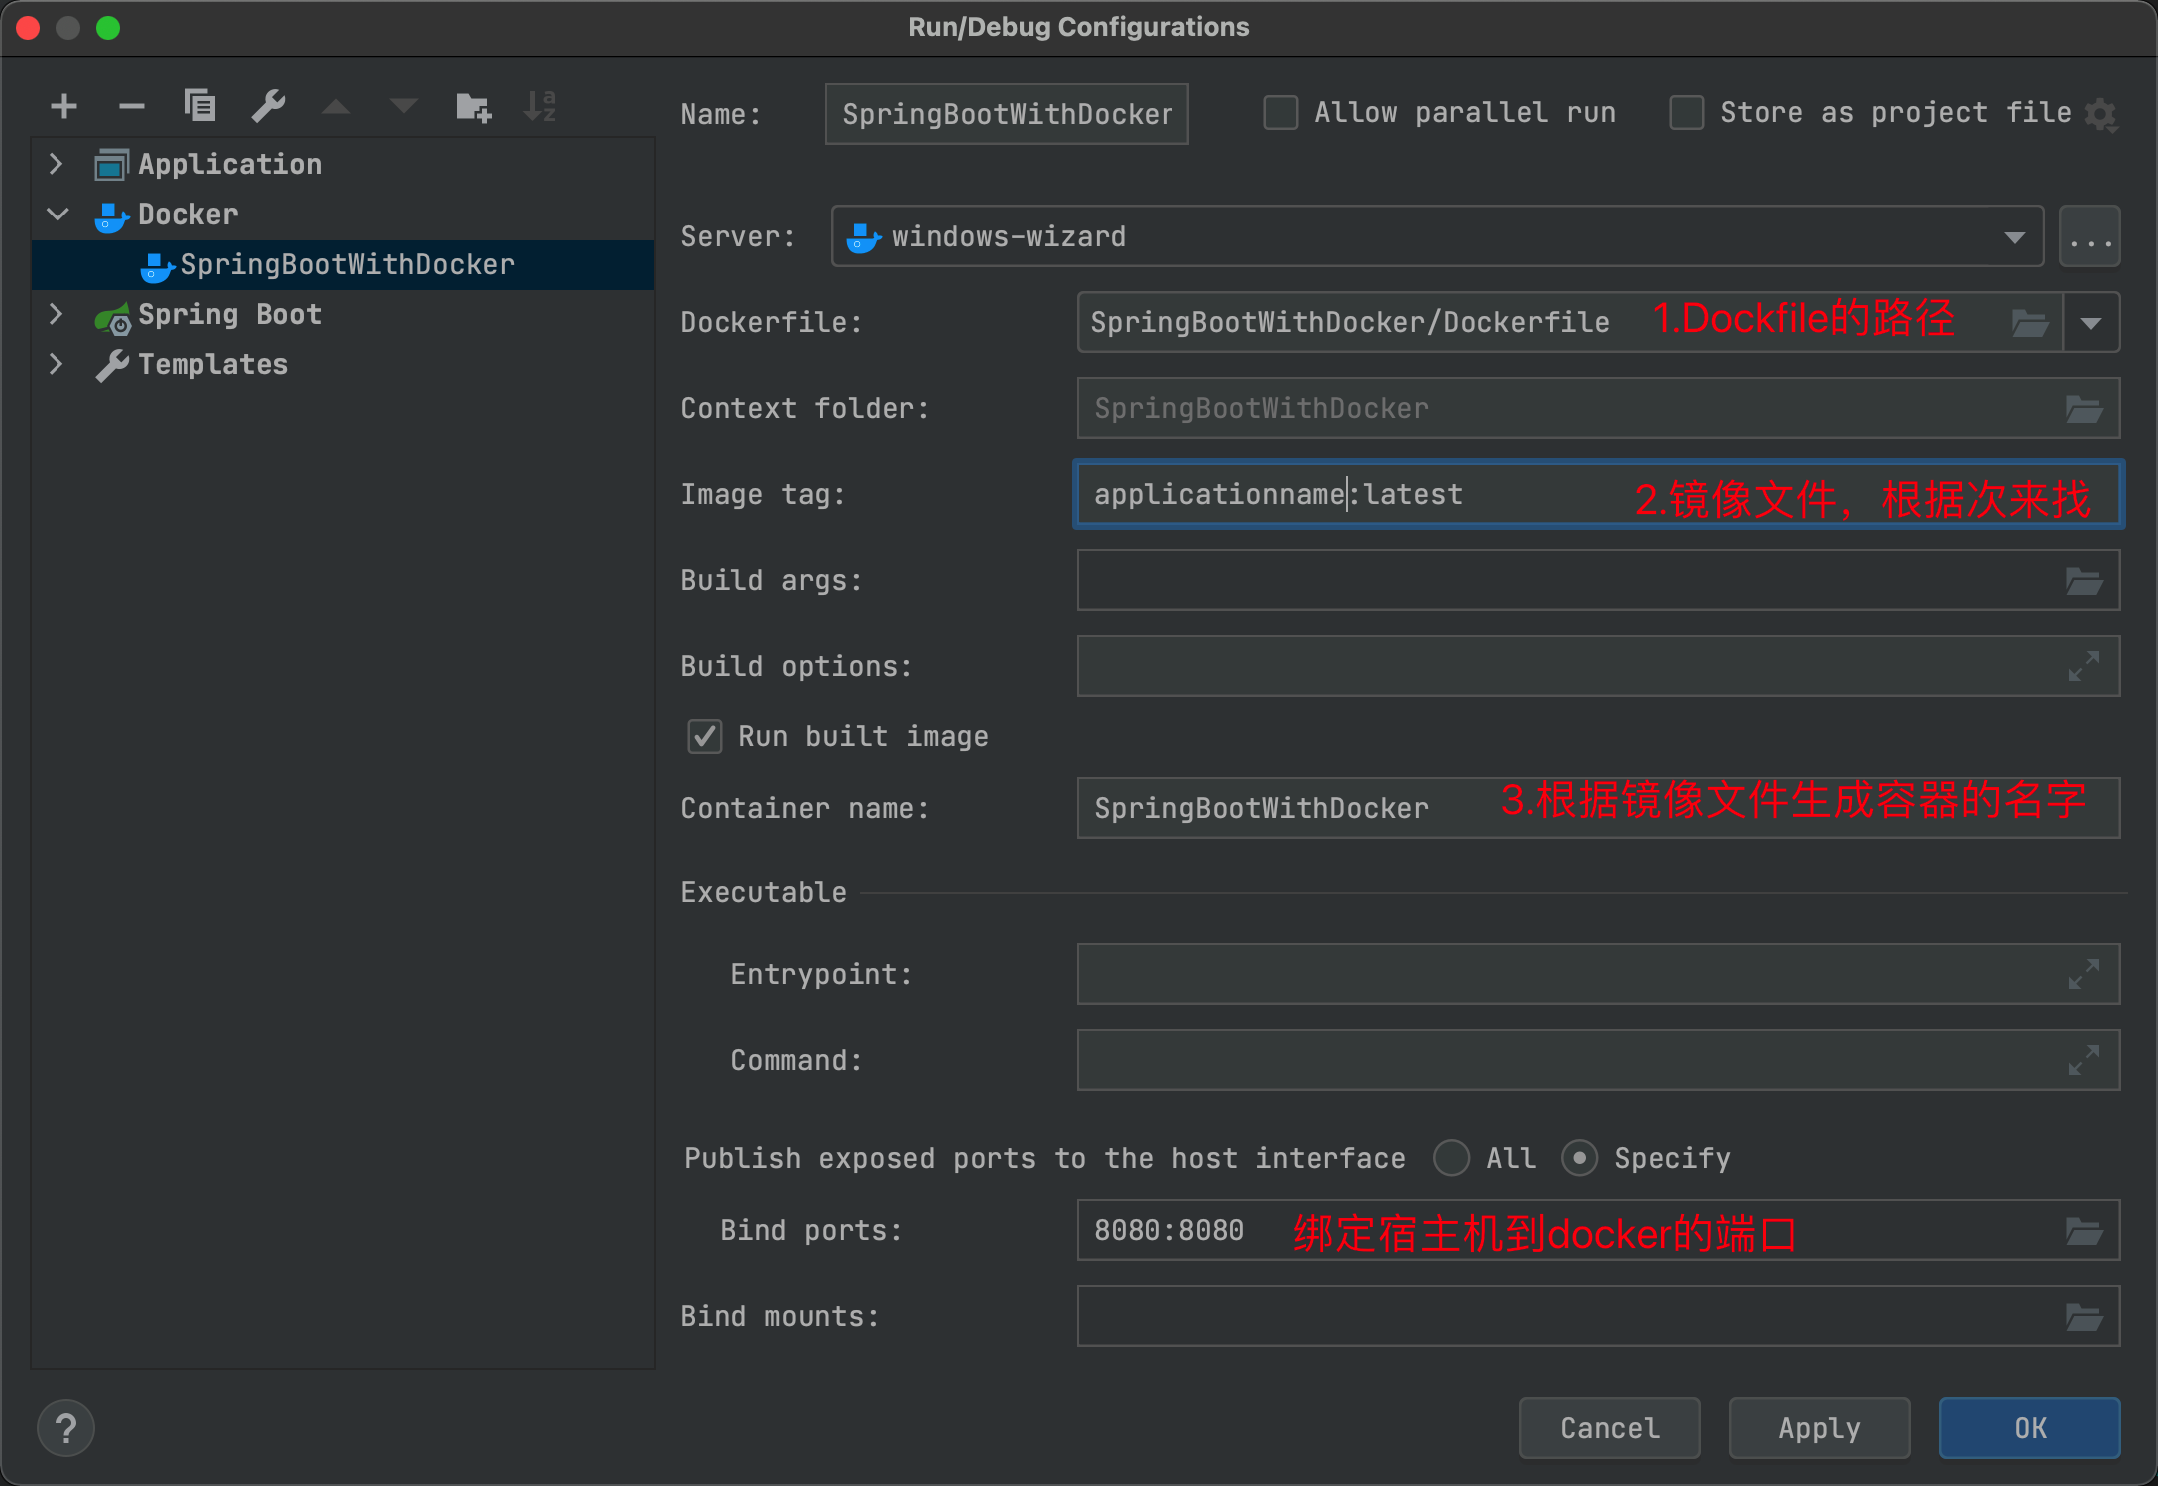 Run/Debug Configurations
Name: SpringBootWithDocker Allow parallel run Store as project file
Application
Docker
SpringBootWithDocker
Spring Boot
Templates
Server: windows-wizard ...
Dockerfile: SpringBootWithDocker/Dockerfile 1.Dockfile的路径
Context folder: SpringBootWithDocker
Image tag: applicationname:latest 2.镜像文件，根据次来找
Build args:
Build options:
Run built image
Container name: SpringBootWithDocker 3.根据镜像文件生成容器的名字
Executable
Entrypoint:
Command:
Publish exposed ports to the host interface All Specify
Bind ports: 8080:8080 绑定宿主机到docker的端口
Bind mounts:
? Cancel Apply OK